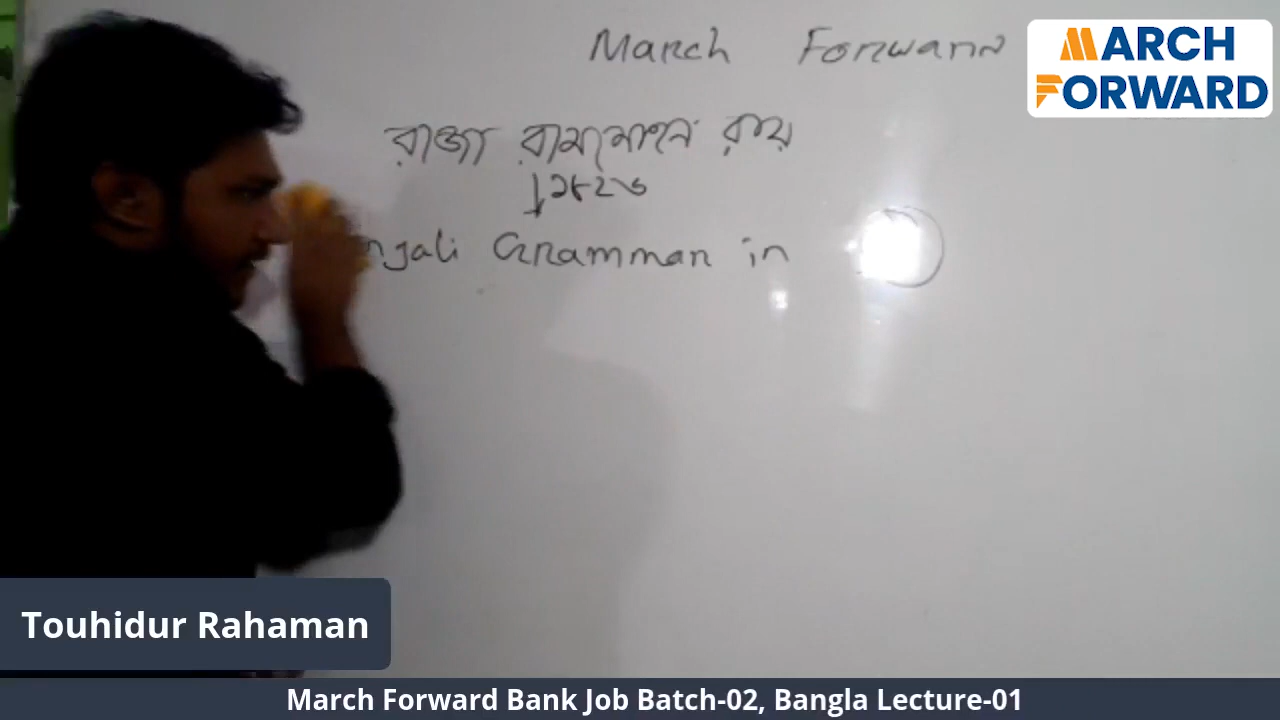 March Forward
MARCH
FORWARD
রাজা রামমোহন রায়
১৮২৬
ngali Grammar in
Touhidur Rahaman
March Forward Bank Job Batch-02, Bangla Lecture-01